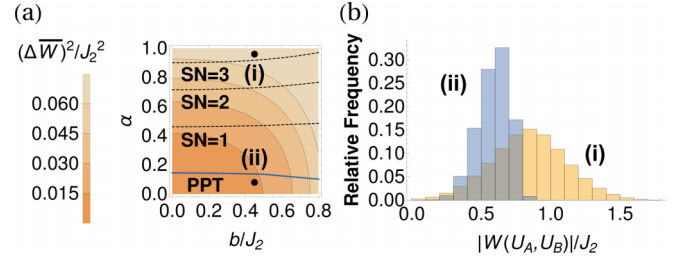 (a)
(ΔW̅)²/J₂²
0.060
0.045
0.030
0.015
α
1.0
0.8
0.6
0.4
0.2
0.0
SN=3
(i)
SN=2
SN=1
(ii)
PPT
0.0 0.2 0.4 0.6 0.8
b/J₂
(b)
Relative Frequency
0.30
0.25
0.20
0.15
0.10
0.05
0.00
(ii)
(i)
0.0 0.5 1.0 1.5
|W(U_A,U_B)|/J₂